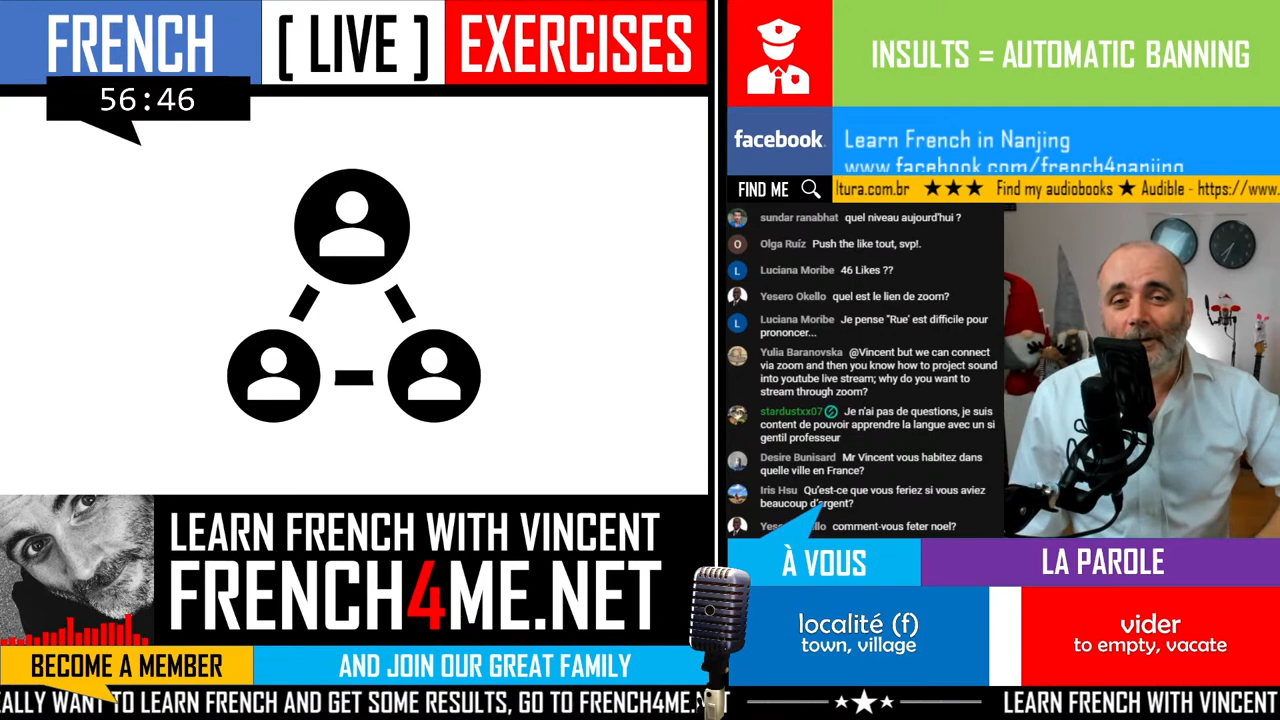 FRENCH
[ LIVE ]
EXERCISES
56:46
INSULTS = AUTOMATIC BANNING
facebook.
Learn French in Nanjing
www.facebook.com/french4nanjing
FIND ME
ltura.com.br ★★★ Find my audiobooks ★ Audible - https://www.
sundar ranabhat quel niveau aujourd'hui ?
Olga Ruíz Push the like tout, svp!.
Luciana Moribe 46 Likes ??
Yesero Okello quel est le lien de zoom?
Luciana Moribe Je pense "Rue' est difficile pour
prononcer...
Yulia Baranovska @Vincent but we can connect
via zoom and then you know how to project sound
into youtube live stream; why do you want to
stream through zoom?
stardustxx07 Je n'ai pas de questions, je suis
content de pouvoir apprendre la langue avec un si
gentil professeur
Desire Bunisard Mr Vincent vous habitez dans
quelle ville en France?
Iris Hsu Qu'est-ce que vous feriez si vous aviez
beaucoup d'argent?
comment-vous feter noel?
O
L
L
LEARN FRENCH WITH VINCENT
FRENCH4ME.NET
BECOME A MEMBER
AND JOIN OUR GREAT FAMILY
À VOUS
LA PAROLE
localité (f)
town, village
vider
to empty, vacate
EALLY WANT TO LEARN FRENCH AND GET SOME RESULTS, GO TO FRENCH4ME.
LEARN FRENCH WITH VINCENT